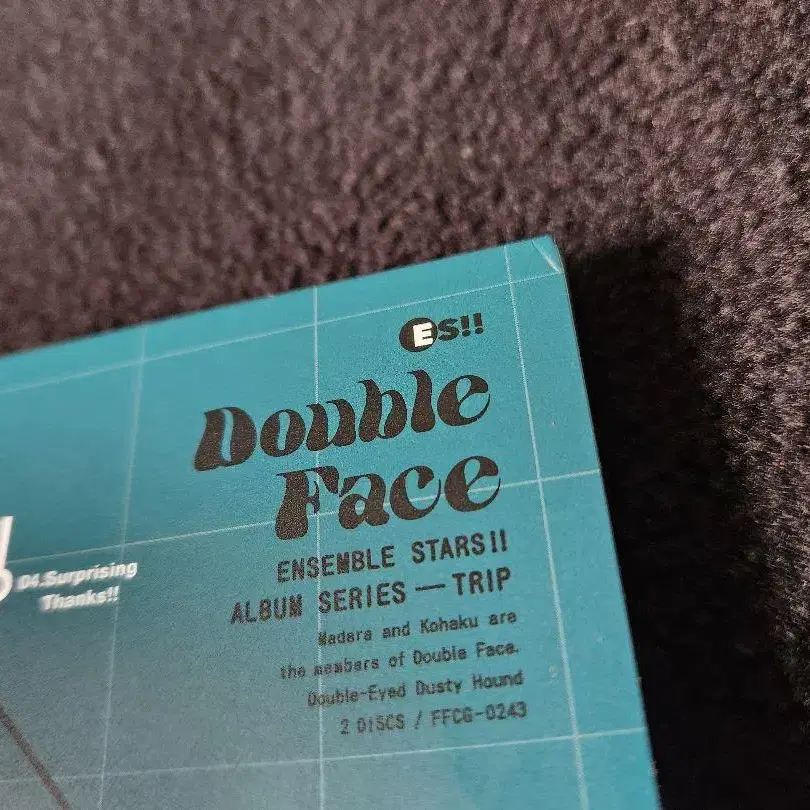 ES!!
Double
Face
ENSEMBLE STARS!!
ALBUM SERIES — TRIP
Madara and Kohaku are
the members of Double Face.
Double-Eyed Dusty Hound
2 DISCS / FFCG-0243
04.Surprising
Thanks!!